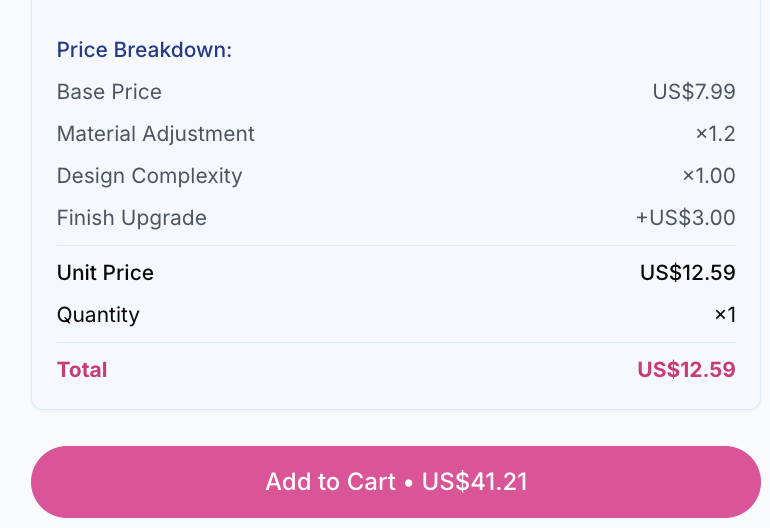 Price Breakdown:
Base Price US$7.99
Material Adjustment ×1.2
Design Complexity ×1.00
Finish Upgrade +US$3.00
Unit Price US$12.59
Quantity ×1
Total US$12.59
Add to Cart • US$41.21